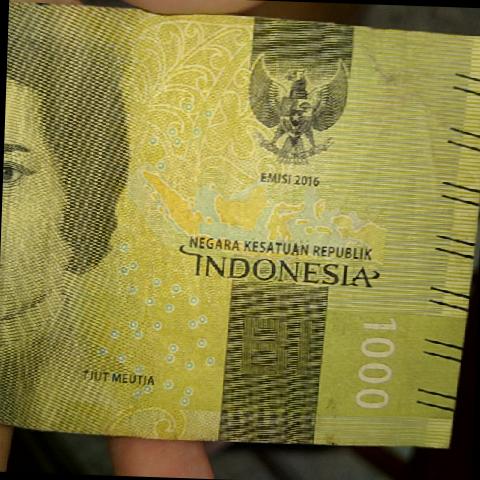 EMISI 2016
NEGARA KESATUAN REPUBLIK
INDONESIA
TJUT MEUTIA
1000